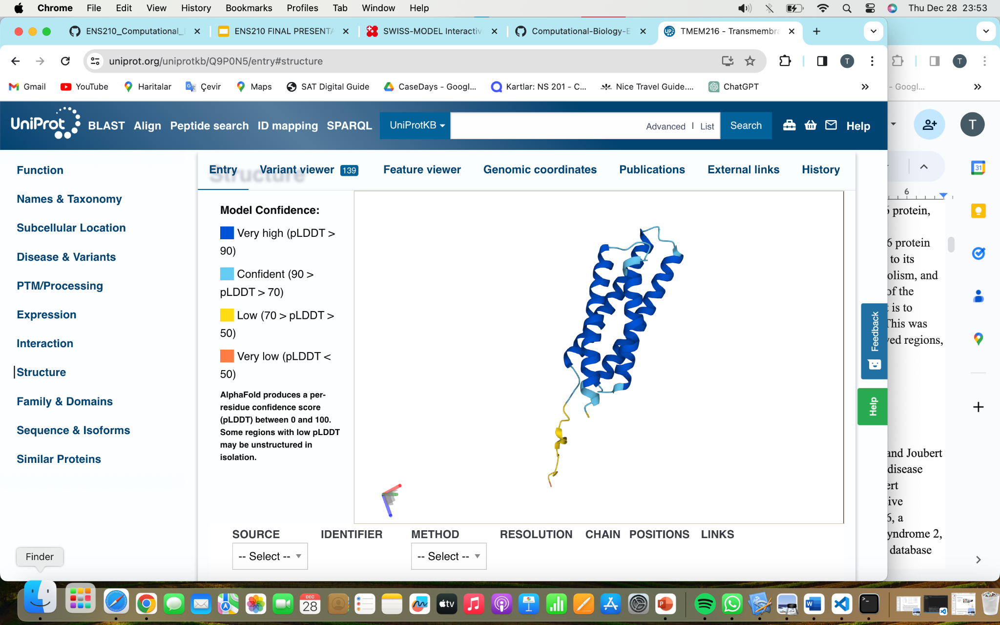 Chrome File Edit View History Bookmarks Profiles Tab Window Help Thu Dec 28 23:53
ENS210_Computational_ ENS210 FINAL PRESENTA SWISS-MODEL Interactiv Computational-Biology-E TMEM216 - Transmembra
uniprot.org/uniprotkb/Q9P0N5/entry#structure T T
Gmail YouTube Haritalar Çevir Maps SAT Digital Guide CaseDays - Googl... Kartlar: NS 201 - C... Nice Travel Guide.... ChatGPT » - Googl... »
UniProt BLAST Align Peptide search ID mapping SPARQL UniProtKB Advanced | List Search Help T
Function
Names & Taxonomy
Subcellular Location
Disease & Variants
PTM/Processing
Expression
Interaction
Structure
Family & Domains
Sequence & Isoforms
Similar Proteins
Structure
Entry Variant viewer 139 Feature viewer Genomic coordinates Publications External links History
Model Confidence:
Very high (pLDDT >
90)
Confident (90 >
pLDDT > 70)
Low (70 > pLDDT >
50)
Very low (pLDDT <
50)
AlphaFold produces a per-
residue confidence score
(pLDDT) between 0 and 100.
Some regions with low pLDDT
may be unstructured in
isolation.
SOURCE IDENTIFIER METHOD RESOLUTION CHAIN POSITIONS LINKS
-- Select -- -- Select --
Feedback
Help
31
6
protein,
6 protein
to its
olism, and
of the
is to
This was
ved regions,
and Joubert
disease
ert
ive
6, a
yndrome 2,
database
Finder
DEC
28
tv
P
W